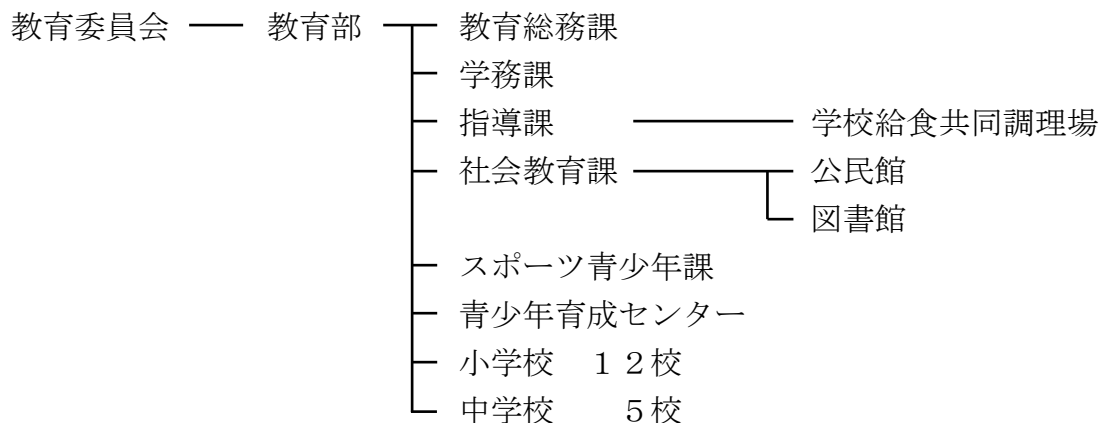 教育委員会 教育部 教育総務課
学務課
指導課 学校給食共同調理場
社会教育課 公民館
図書館
スポーツ青少年課
青少年育成センター
小学校 12校
中学校 5校